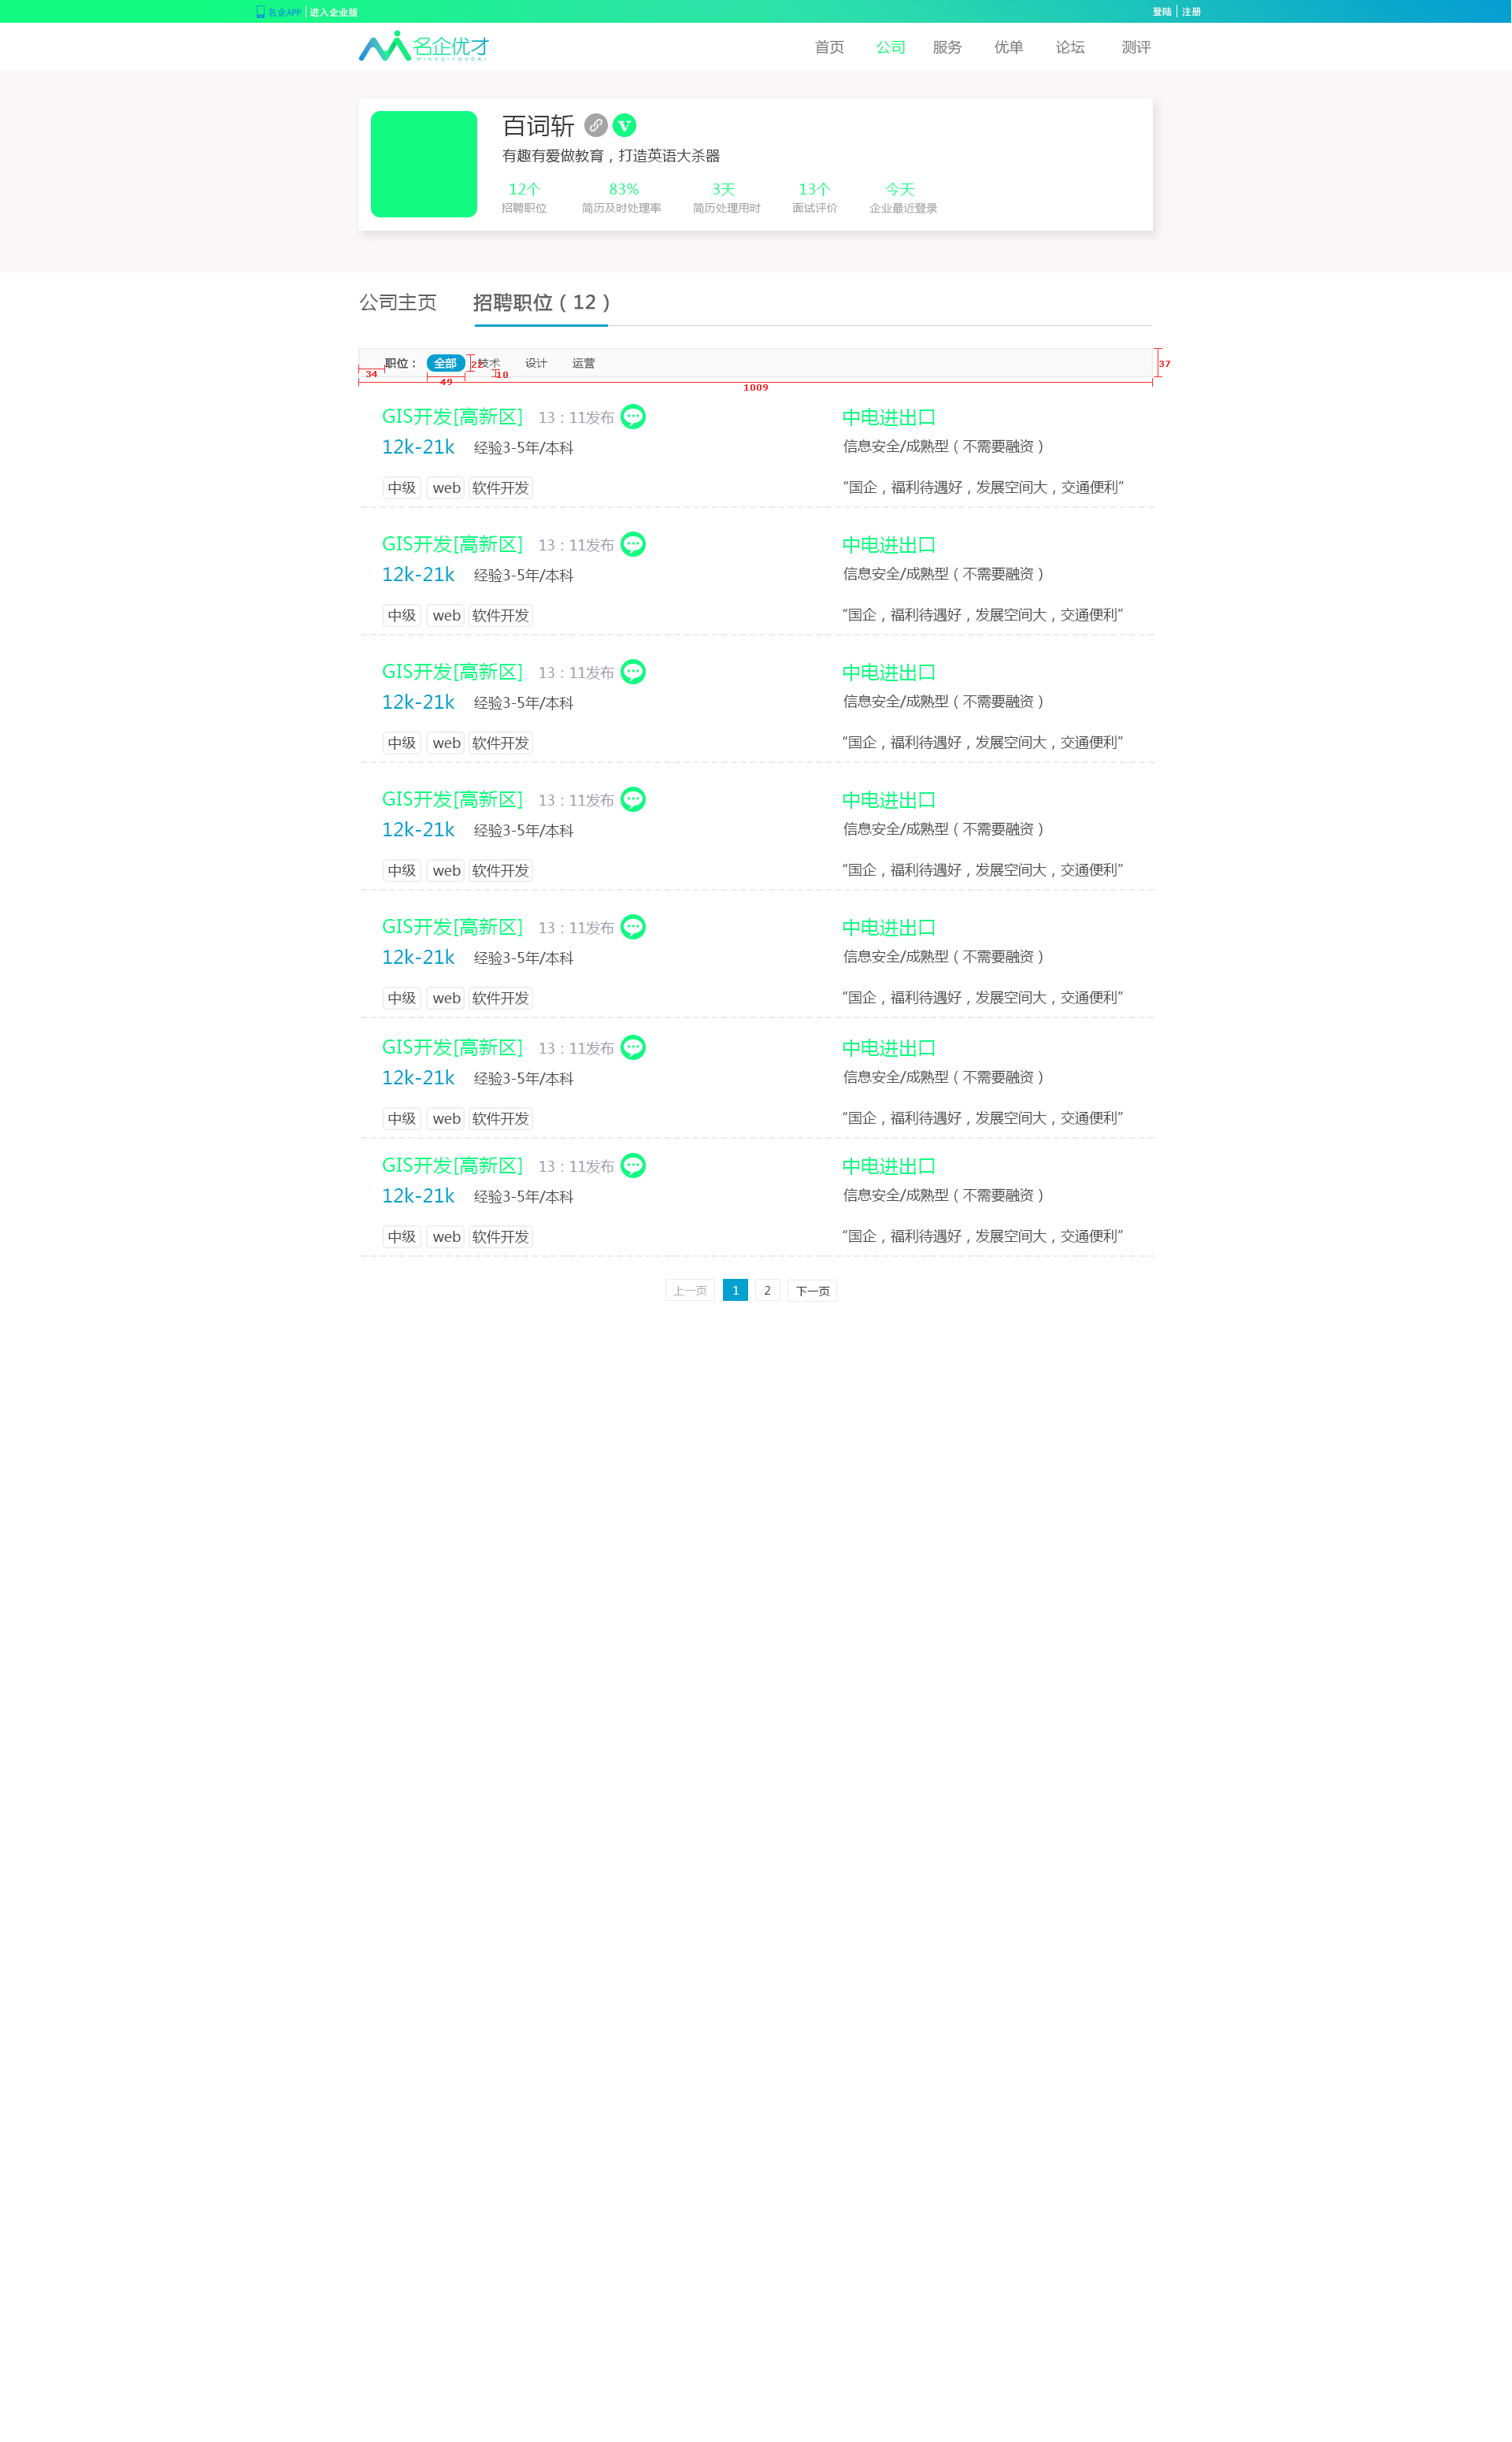 名企APP | 进入企业版 登陆 | 注册
名企优才
MINGQIYOUCAI
首页 公司 服务 优单 论坛 测评
百词斩
有趣有爱做教育，打造英语大杀器
12个 83% 3天 13个 今天
招聘职位 简历及时处理率 简历处理用时 面试评价 企业最近登录
公司主页 招聘职位（12）
职位： 全部 技术 设计 运营
34 49 22 10 37
1009
GIS开发[高新区] 13：11发布 中电进出口
12k-21k 经验3-5年/本科 信息安全/成熟型（不需要融资）
中级 web 软件开发 “国企，福利待遇好，发展空间大，交通便利”
GIS开发[高新区] 13：11发布 中电进出口
12k-21k 经验3-5年/本科 信息安全/成熟型（不需要融资）
中级 web 软件开发 “国企，福利待遇好，发展空间大，交通便利”
GIS开发[高新区] 13：11发布 中电进出口
12k-21k 经验3-5年/本科 信息安全/成熟型（不需要融资）
中级 web 软件开发 “国企，福利待遇好，发展空间大，交通便利”
GIS开发[高新区] 13：11发布 中电进出口
12k-21k 经验3-5年/本科 信息安全/成熟型（不需要融资）
中级 web 软件开发 “国企，福利待遇好，发展空间大，交通便利”
GIS开发[高新区] 13：11发布 中电进出口
12k-21k 经验3-5年/本科 信息安全/成熟型（不需要融资）
中级 web 软件开发 “国企，福利待遇好，发展空间大，交通便利”
GIS开发[高新区] 13：11发布 中电进出口
12k-21k 经验3-5年/本科 信息安全/成熟型（不需要融资）
中级 web 软件开发 “国企，福利待遇好，发展空间大，交通便利”
GIS开发[高新区] 13：11发布 中电进出口
12k-21k 经验3-5年/本科 信息安全/成熟型（不需要融资）
中级 web 软件开发 “国企，福利待遇好，发展空间大，交通便利”
上一页 1 2 下一页